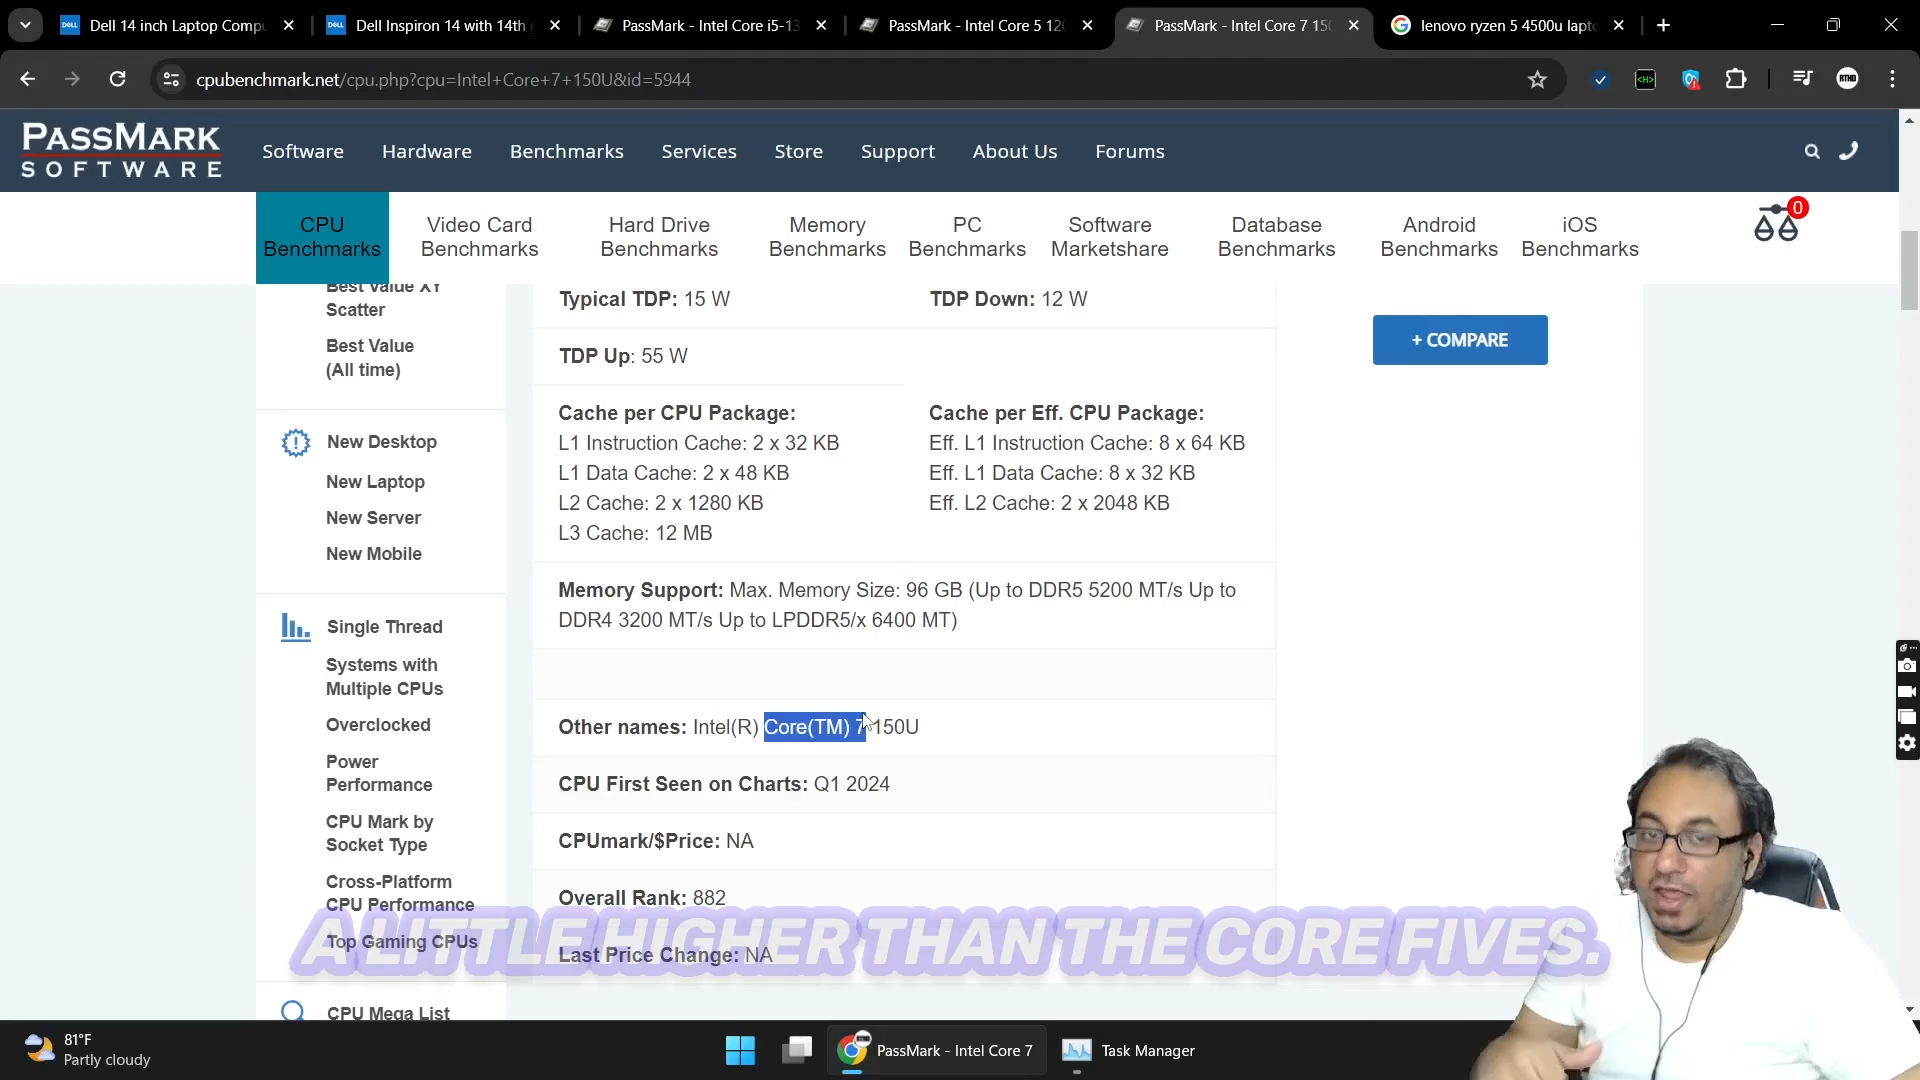 Dell 14 inch Laptop Compu
Dell Inspiron 14 with 14th
PassMark - Intel Core i5-13
PassMark - Intel Core 5 120
PassMark - Intel Core 7 150
lenovo ryzen 5 4500u lapto
cpubenchmark.net/cpu.php?cpu=Intel+Core+7+150U&id=5944
RTHD
PASSMARK
SOFTWARE
Software
Hardware
Benchmarks
Services
Store
Support
About Us
Forums
CPU
Benchmarks
Video Card
Benchmarks
Hard Drive
Benchmarks
Memory
Benchmarks
PC
Benchmarks
Software
Marketshare
Database
Benchmarks
Android
Benchmarks
iOS
Benchmarks
0
Best Value XY
Scatter
Best Value
(All time)
New Desktop
New Laptop
New Server
New Mobile
Single Thread
Systems with
Multiple CPUs
Overclocked
Power
Performance
CPU Mark by
Socket Type
Cross-Platform
CPU Performance
Top Gaming CPUs
CPU Mega List
Typical TDP: 15 W
TDP Down: 12 W
TDP Up: 55 W
Cache per CPU Package:
L1 Instruction Cache: 2 x 32 KB
L1 Data Cache: 2 x 48 KB
L2 Cache: 2 x 1280 KB
L3 Cache: 12 MB
Cache per Eff. CPU Package:
Eff. L1 Instruction Cache: 8 x 64 KB
Eff. L1 Data Cache: 8 x 32 KB
Eff. L2 Cache: 2 x 2048 KB
Memory Support: Max. Memory Size: 96 GB (Up to DDR5 5200 MT/s Up to
DDR4 3200 MT/s Up to LPDDR5/x 6400 MT)
Other names: Intel(R) Core(TM) 7 150U
CPU First Seen on Charts: Q1 2024
CPUmark/$Price: NA
Overall Rank: 882
Last Price Change: NA
+ COMPARE
A LITTLE HIGHER THAN THE CORE FIVES.
81°F
Partly cloudy
PassMark - Intel Core 7
Task Manager